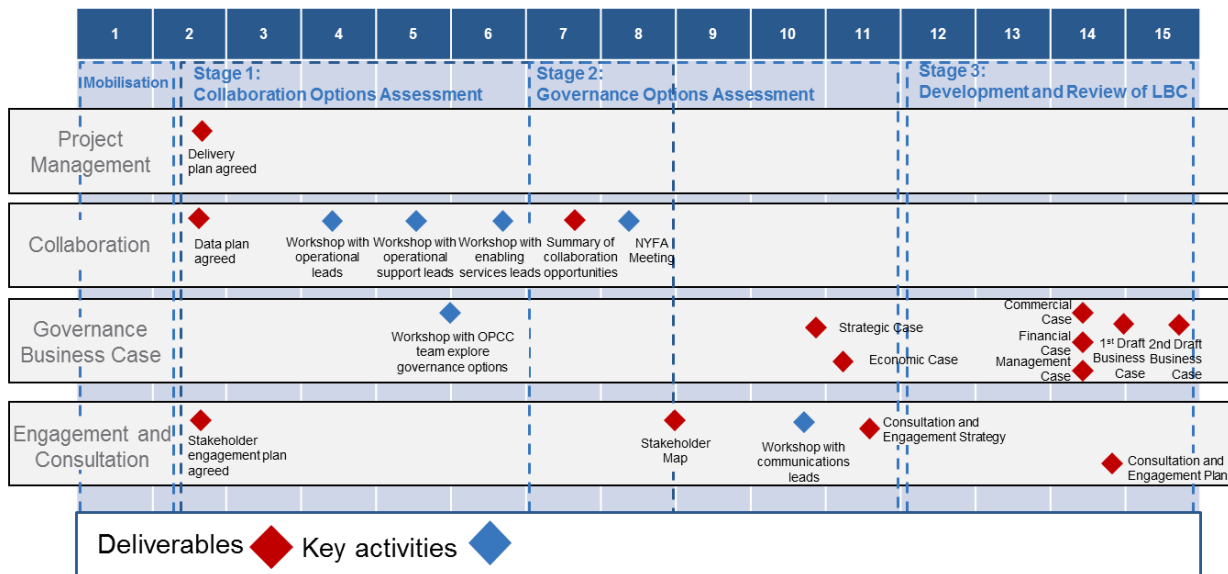 1 2 3 4 5 6 7 8 9 10 11 12 13 14 15
Mobilisation
Stage 1:
Collaboration Options Assessment
Stage 2:
Governance Options Assessment
Stage 3:
Development and Review of LBC
Project
Management
Delivery
plan agreed
Collaboration
Data plan
agreed
Workshop with
operational
leads
Workshop with
operational
support leads
Workshop with
enabling
services leads
Summary of
collaboration
opportunities
NYFA
Meeting
Governance
Business Case
Workshop with OPCC
team explore
governance options
Strategic Case
Economic Case
Commercial
Case
Financial
Case
Management
Case
1st Draft
Business
Case
2nd Draft
Business
Case
Engagement and
Consultation
Stakeholder
engagement plan
agreed
Stakeholder
Map
Workshop with
communications
leads
Consultation and
Engagement Strategy
Consultation and
Engagement Plan
Deliverables Key activities